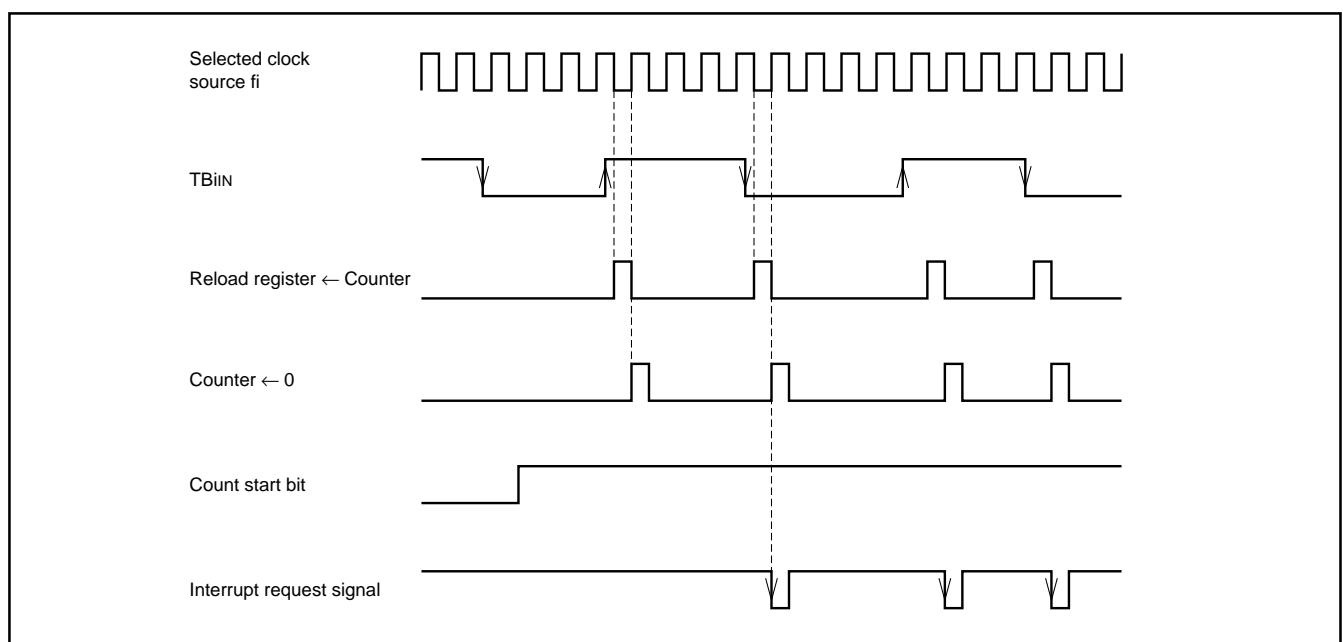 Selected clock
source fi
TBiIN
Reload register ← Counter
Counter ← 0
Count start bit
Interrupt request signal